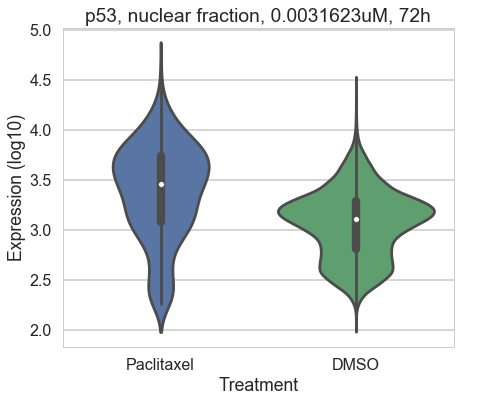 p53, nuclear fraction, 0.0031623uM, 72h
5.0
4.5
4.0
3.5
3.0
2.5
2.0
Expression (log10)
Paclitaxel DMSO
Treatment